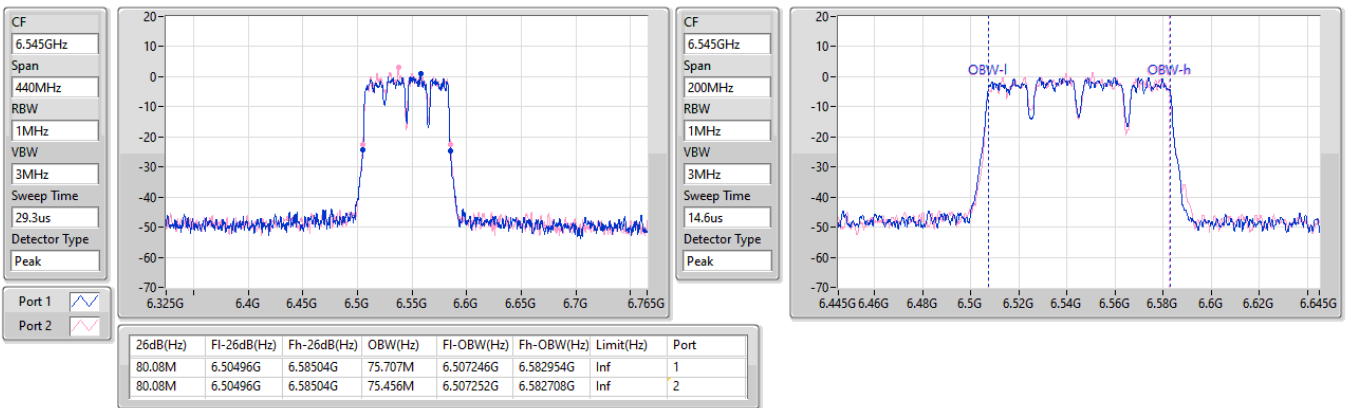 CF
6.545GHz
Span
440MHz
RBW
1MHz
VBW
3MHz
Sweep Time
29.3us
Detector Type
Peak
Port 1
Port 2
20
10
0
-10
-20
-30
-40
-50
-60
-70
6.325G 6.4G 6.45G 6.5G 6.55G 6.6G 6.65G 6.7G 6.765G
CF
6.545GHz
Span
200MHz
RBW
1MHz
VBW
3MHz
Sweep Time
14.6us
Detector Type
Peak
20
10
0
-10
-20
-30
-40
-50
-60
-70
OBW-l OBW-h
6.445G 6.46G 6.48G 6.5G 6.52G 6.54G 6.56G 6.58G 6.6G 6.62G 6.645G
26dB(Hz) Fl-26dB(Hz) Fh-26dB(Hz) OBW(Hz) Fl-OBW(Hz) Fh-OBW(Hz) Limit(Hz) Port
80.08M 6.50496G 6.58504G 75.707M 6.507246G 6.582954G Inf 1
80.08M 6.50496G 6.58504G 75.456M 6.507252G 6.582708G Inf 2